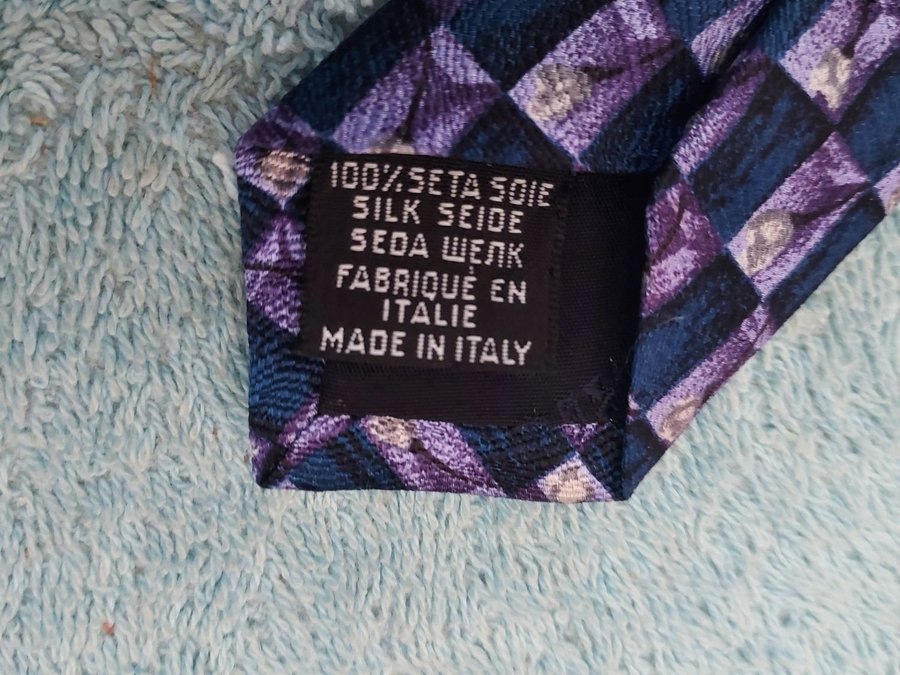 100% SETA SOIE
SILK SEIDE
SEDA ШЕЛК
FABRIQUÉ EN
ITALIE
MADE IN ITALY